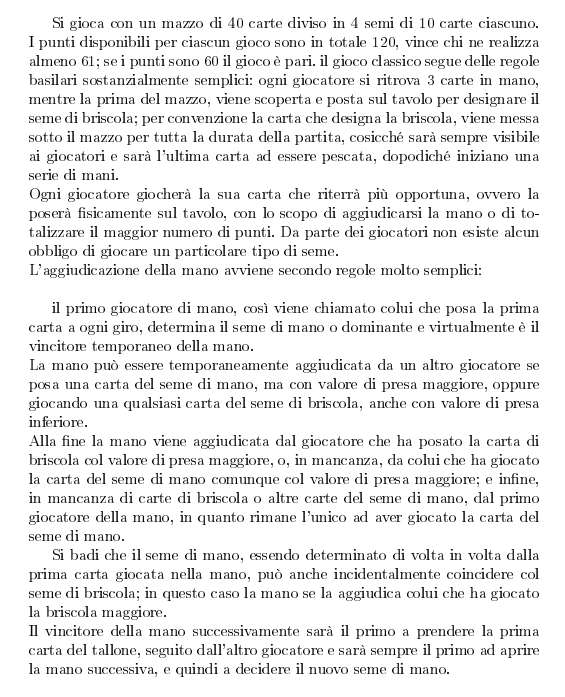 Si gioca con un mazzo di 40 carte diviso in 4 semi di 10 carte ciascuno.
I punti disponibili per ciascun gioco sono in totale 120, vince chi ne realizza
almeno 61; se i punti sono 60 il gioco è pari. il gioco classico segue delle regole
basilari sostanzialmente semplici: ogni giocatore si ritrova 3 carte in mano,
mentre la prima del mazzo, viene scoperta e posta sul tavolo per designare il
seme di briscola; per convenzione la carta che designa la briscola, viene messa
sotto il mazzo per tutta la durata della partita, cosicché sarà sempre visibile
ai giocatori e sarà l'ultima carta ad essere pescata, dopodiché iniziano una
serie di mani.
Ogni giocatore giocherà la sua carta che riterrà più opportuna, ovvero la
poserà fisicamente sul tavolo, con lo scopo di aggiudicarsi la mano o di to-
talizzare il maggior numero di punti. Da parte dei giocatori non esiste alcun
obbligo di giocare un particolare tipo di seme.
L'aggiudicazione della mano avviene secondo regole molto semplici:
il primo giocatore di mano, così viene chiamato colui che posa la prima
carta a ogni giro, determina il seme di mano o dominante e virtualmente è il
vincitore temporaneo della mano.
La mano può essere temporaneamente aggiudicata da un altro giocatore se
posa una carta del seme di mano, ma con valore di presa maggiore, oppure
giocando una qualsiasi carta del seme di briscola, anche con valore di presa
inferiore.
Alla fine la mano viene aggiudicata dal giocatore che ha posato la carta di
briscola col valore di presa maggiore, o, in mancanza, da colui che ha giocato
la carta del seme di mano comunque col valore di presa maggiore; e infine,
in mancanza di carte di briscola o altre carte del seme di mano, dal primo
giocatore della mano, in quanto rimane l'unico ad aver giocato la carta del
seme di mano.
Si badi che il seme di mano, essendo determinato di volta in volta dalla
prima carta giocata nella mano, può anche incidentalmente coincidere col
seme di briscola; in questo caso la mano se la aggiudica colui che ha giocato
la briscola maggiore.
Il vincitore della mano successivamente sarà il primo a prendere la prima
carta del tallone, seguito dall'altro giocatore e sarà sempre il primo ad aprire
la mano successiva, e quindi a decidere il nuovo seme di mano.